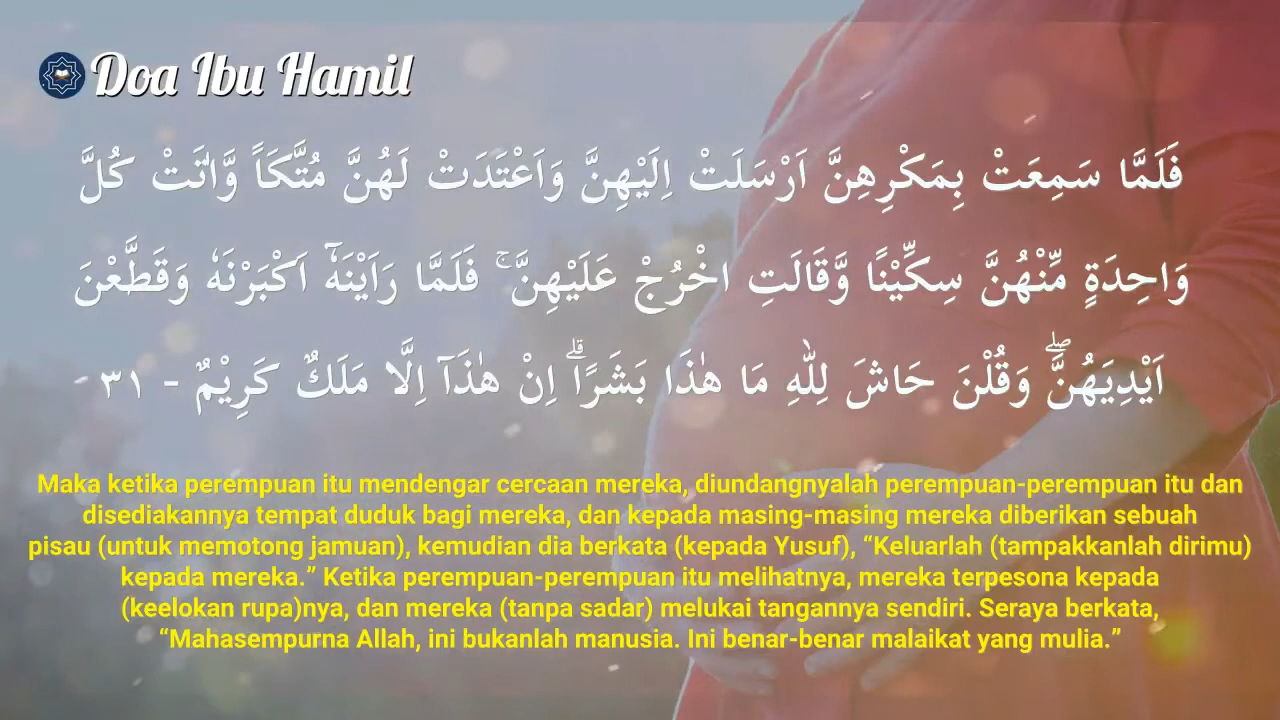 Doa Ibu Hamil
فَلَمَّا سَمِعَتْ بِمَكْرِهِنَّ اَرْسَلَتْ اِلَيْهِنَّ وَاَعْتَدَتْ لَهُنَّ مُتَّكَاً وَّاٰتَتْ كُلَّ
وَاحِدَةٍ مِّنْهُنَّ سِكِّيْنًا وَّقَالَتِ اخْرُجْ عَلَيْهِنَّ ۚ فَلَمَّا رَاَيْنَهٗٓ اَكْبَرْنَهٗ وَقَطَّعْنَ
اَيْدِيَهُنَّۖ وَقُلْنَ حَاشَ لِلّٰهِ مَا هٰذَا بَشَرًاۗ اِنْ هٰذَآ اِلَّا مَلَكٌ كَرِيْمٌ - ٣١
Maka ketika perempuan itu mendengar cercaan mereka, diundangnyalah perempuan-perempuan itu dan
disediakannya tempat duduk bagi mereka, dan kepada masing-masing mereka diberikan sebuah
pisau (untuk memotong jamuan), kemudian dia berkata (kepada Yusuf), “Keluarlah (tampakkanlah dirimu)
kepada mereka.” Ketika perempuan-perempuan itu melihatnya, mereka terpesona kepada
(keelokan rupa)nya, dan mereka (tanpa sadar) melukai tangannya sendiri. Seraya berkata,
“Mahasempurna Allah, ini bukanlah manusia. Ini benar-benar malaikat yang mulia.”